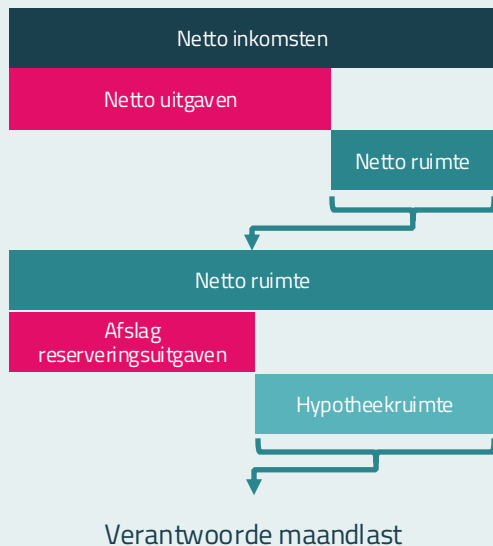 Netto inkomsten
Netto uitgaven
Netto ruimte
Netto ruimte
Afslag
reserveringsuitgaven
Hypotheekruimte
Verantwoorde maandlast